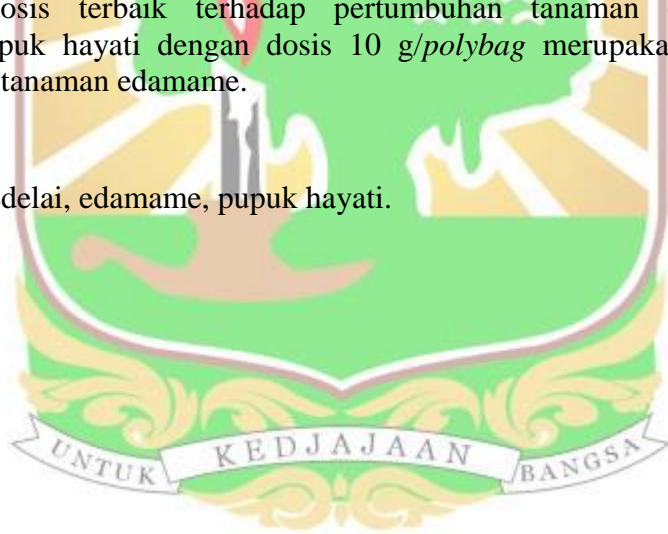 osis terbaik terhadap pertumbuhan tanaman
puk hayati dengan dosis 10 g/polybag merupaka
tanaman edamame.
delai, edamame, pupuk hayati.
UNTUK KEDJAJAAN BANGSA